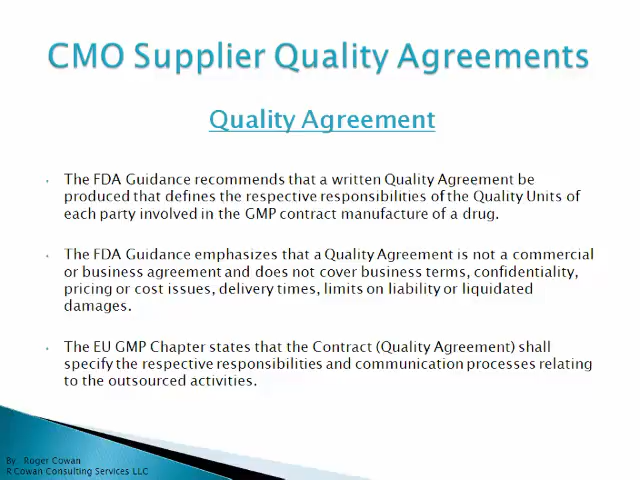 CMO Supplier Quality Agreements
Quality Agreement
The FDA Guidance recommends that a written Quality Agreement be
produced that defines the respective responsibilities of the Quality Units of
each party involved in the GMP contract manufacture of a drug.
The FDA Guidance emphasizes that a Quality Agreement is not a commercial
or business agreement and does not cover business terms, confidentiality,
pricing or cost issues, delivery times, limits on liability or liquidated
damages.
The EU GMP Chapter states that the Contract (Quality Agreement) shall
specify the respective responsibilities and communication processes relating
to the outsourced activities.
By: Roger Cowan
R Cowan Consulting Services LLC